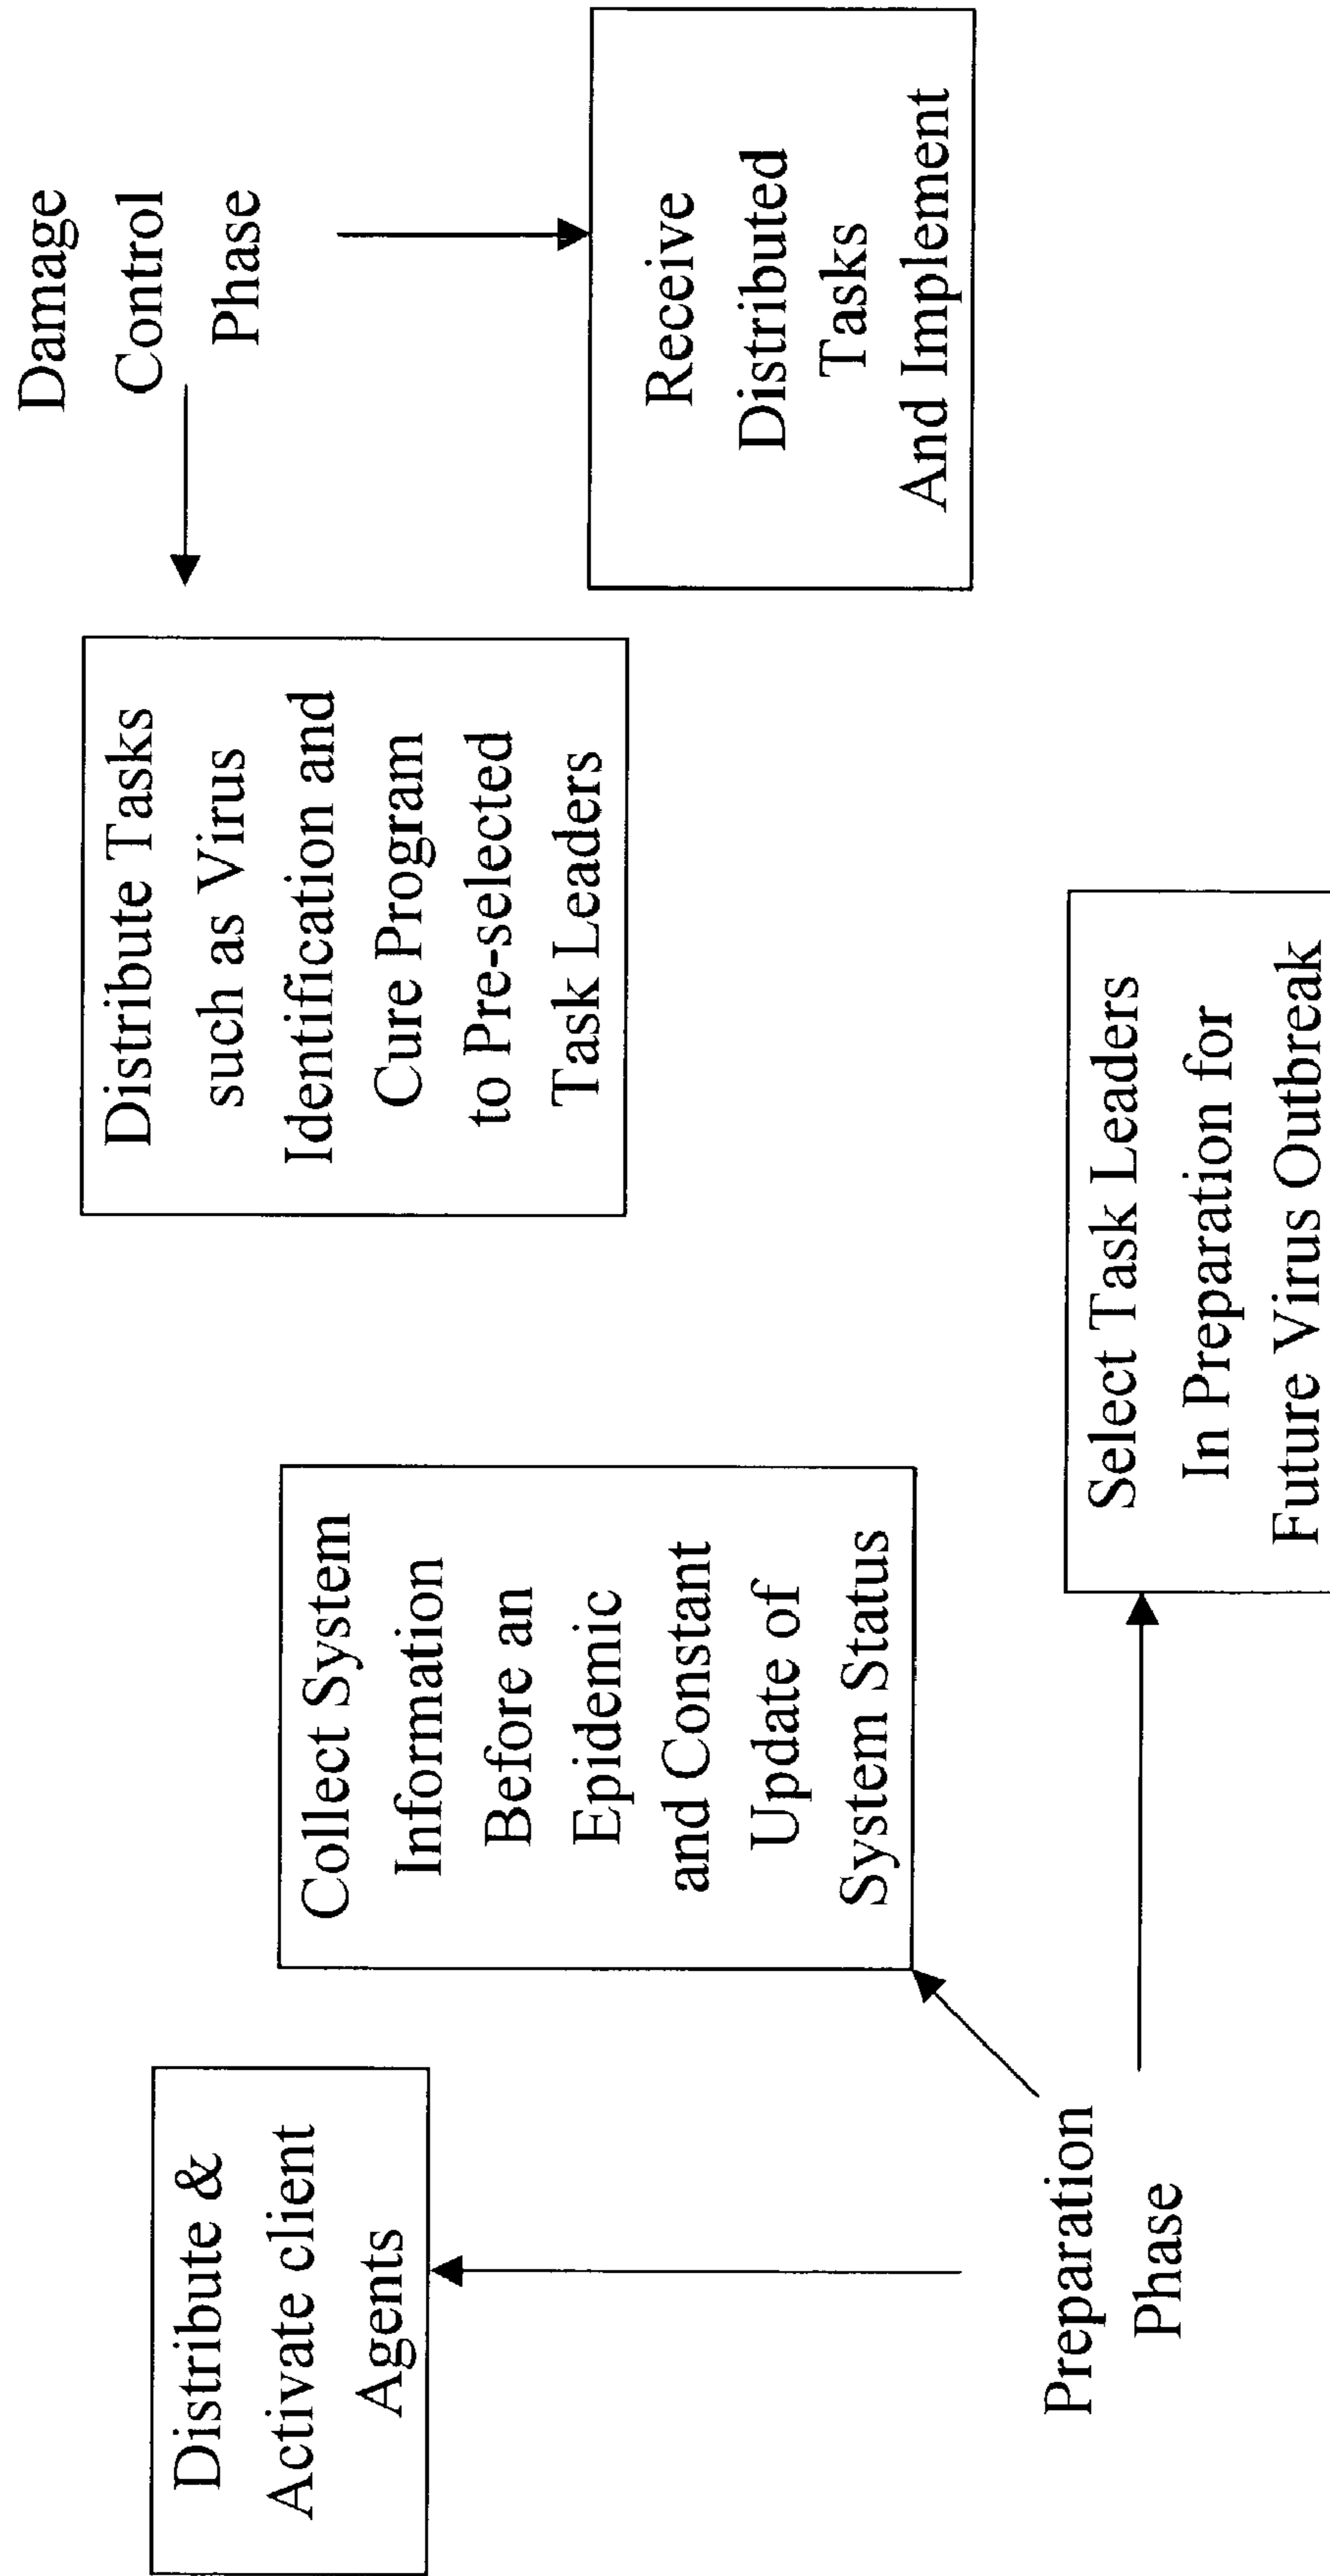 Distribute &
Activate client
Agents
Collect System
Information
Before an
Epidemic
and Constant
Update of
System Status
Distribute Tasks
such as Virus
Identification and
Cure Program
to Pre-selected
Task Leaders
Damage
Control
Phase
Preparation
Phase
Select Task Leaders
In Preparation for
Future Virus Outbreak
Receive
Distributed
Tasks
And Implement